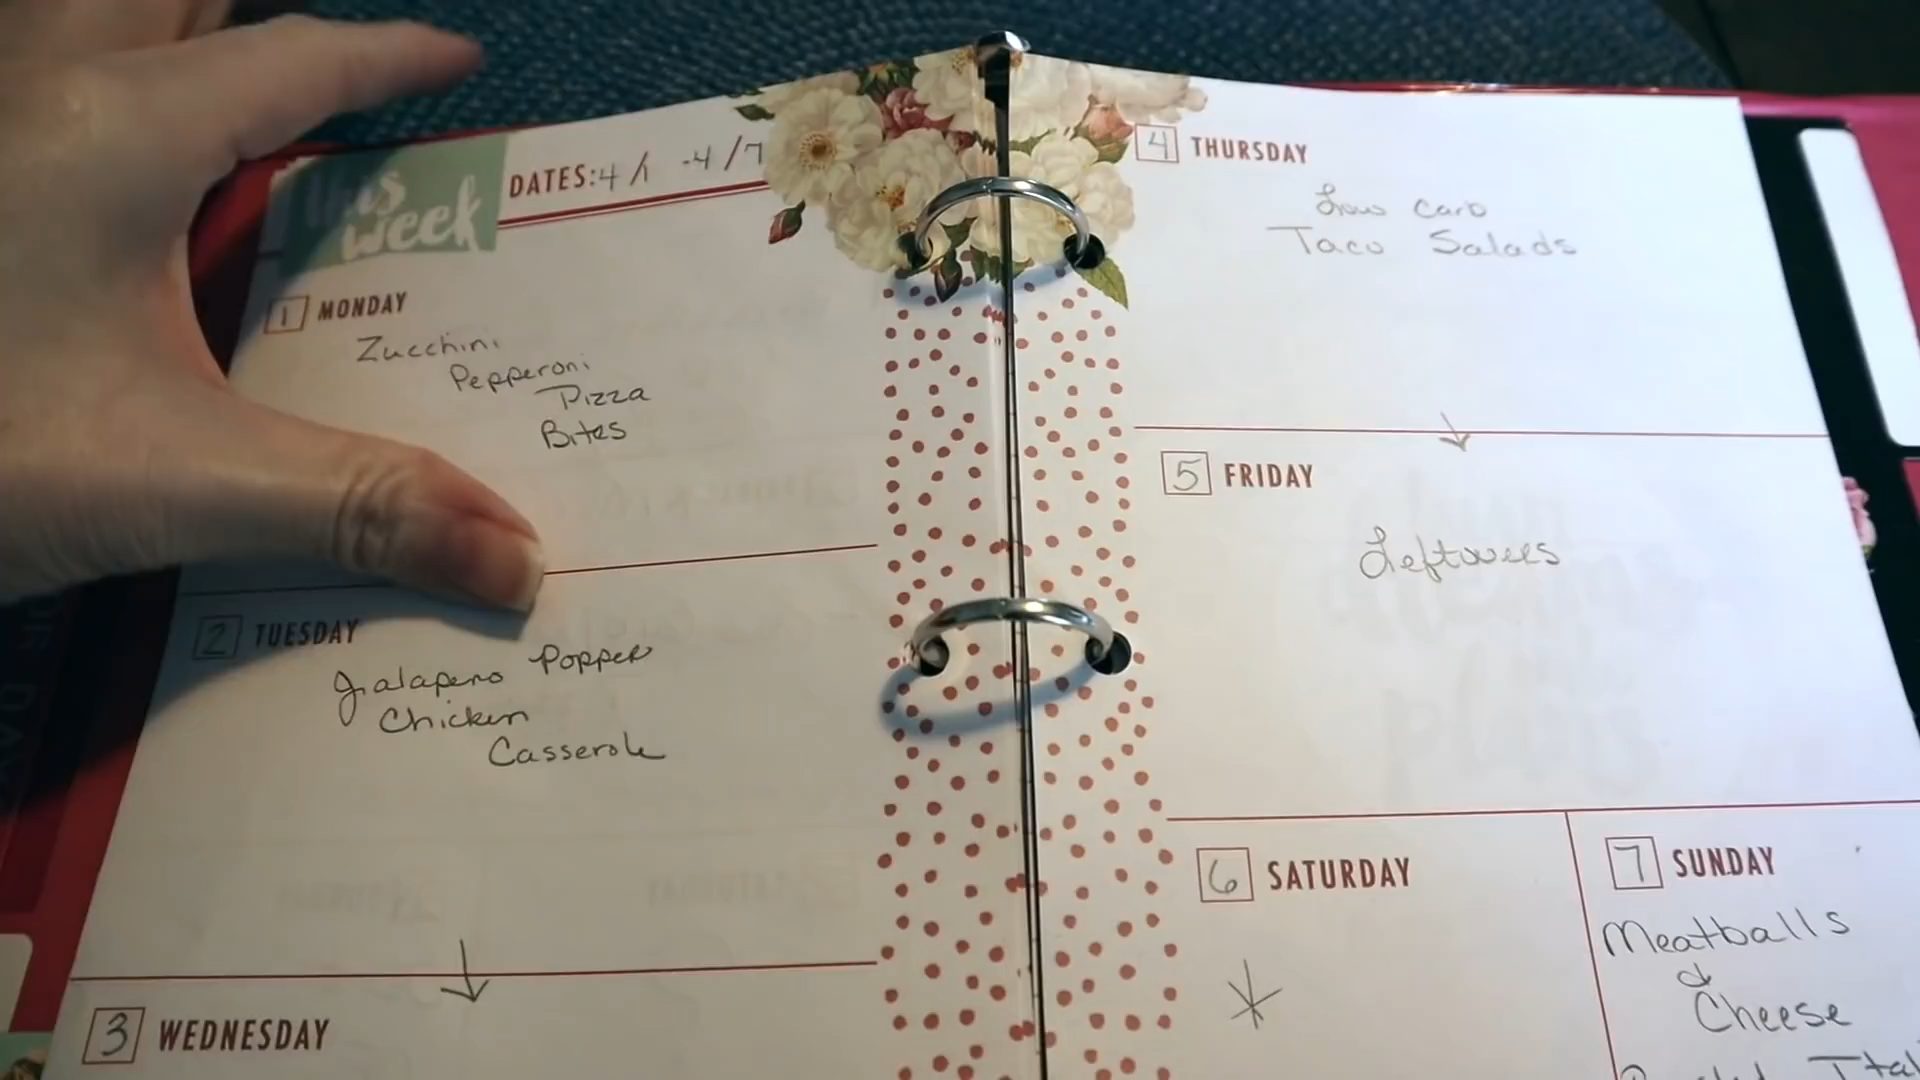 this
week
DATES: 4/1 - 4/7
1 MONDAY
Zucchini
Pepperoni
Pizza
Bites
2 TUESDAY
Jalapeno Popper
Chicken
Casserole
3 WEDNESDAY
4 THURSDAY
Low Carb
Taco Salads
5 FRIDAY
Leftovers
6 SATURDAY
7 SUNDAY
Meatballs
&
Cheese